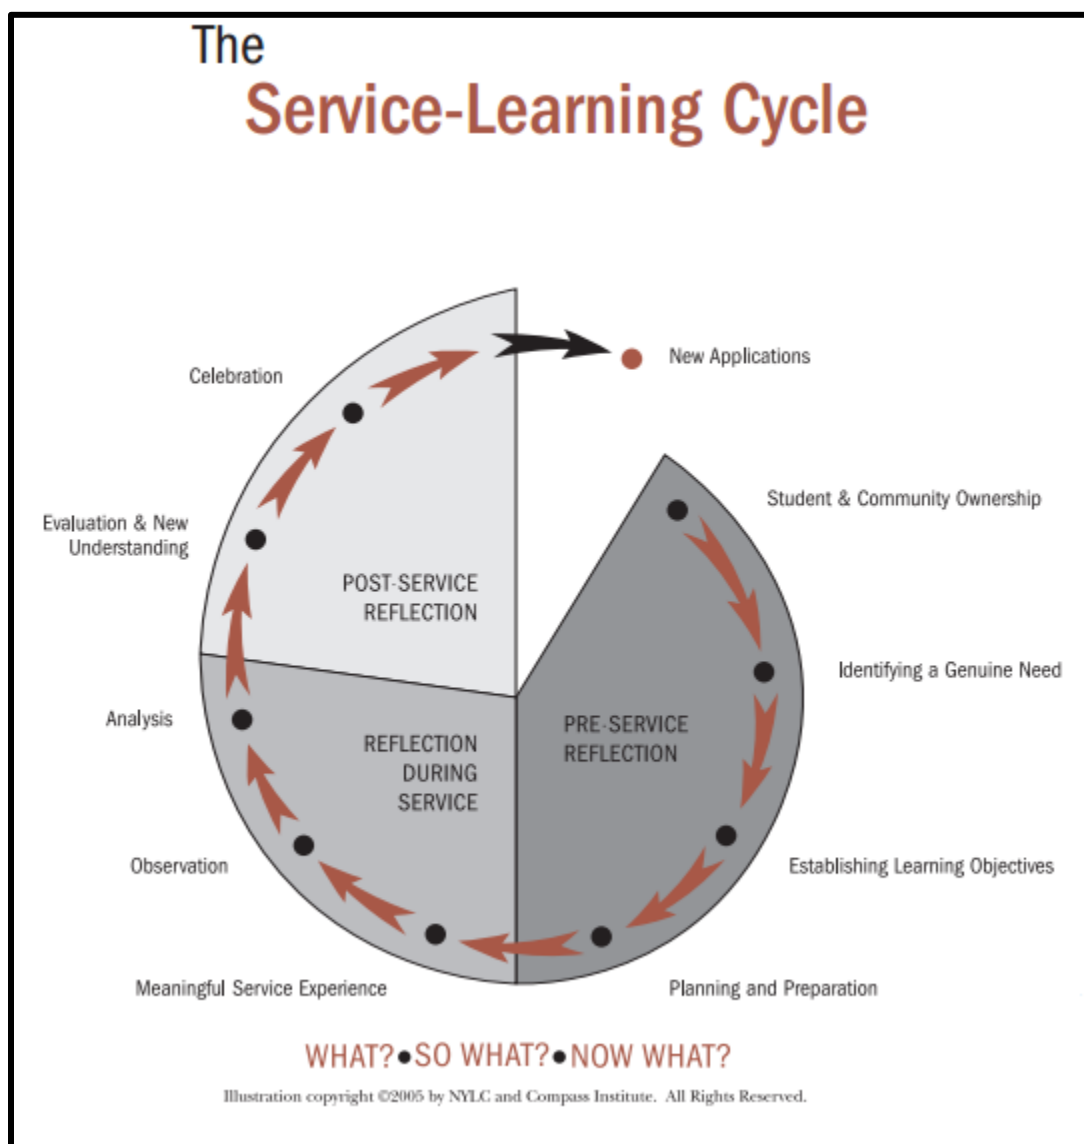 The
Service-Learning Cycle
New Applications
Celebration
Student & Community Ownership
Evaluation & New
Understanding
POST-SERVICE
REFLECTION
Identifying a Genuine Need
Analysis
PRE-SERVICE
REFLECTION
REFLECTION
DURING
SERVICE
Observation
Establishing Learning Objectives
Meaningful Service Experience
Planning and Preparation
WHAT?●SO WHAT?●NOW WHAT?
Illustration copyright ©2005 by NYLC and Compass Institute. All Rights Reserved.